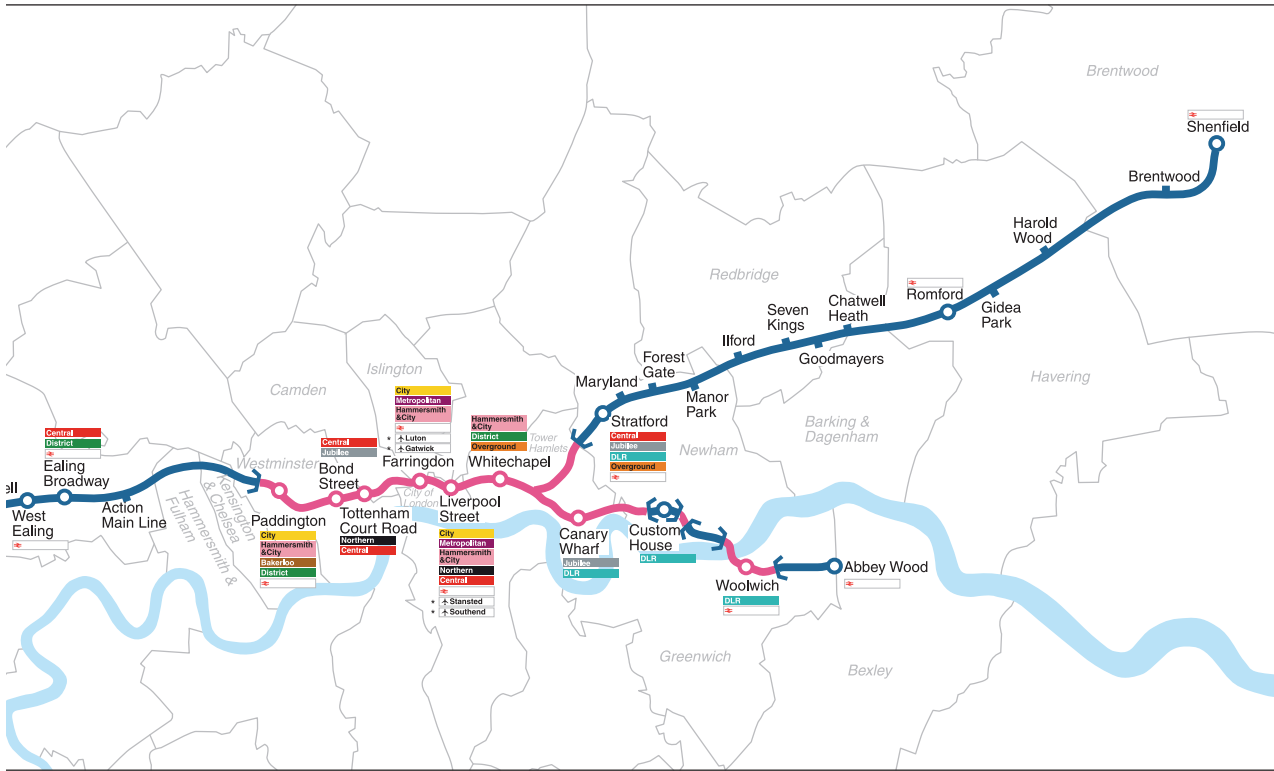 Brentwood
Shenfield
Brentwood
Harold
Wood
Redbridge
Romford
Chatwell
Heath
Gidea
Park
Seven
Kings
Goodmayers
Ilford
Forest
Gate
Manor
Park
Maryland
Havering
Islington
Camden
City
Metropolitan
Hammersmith
&City
* Luton
* Gatwick
Farringdon
Hammersmith
&City
District
Overground
Whitechapel
Tower
Hamlets
Stratford
Central
Jubilee
DLR
Overground
Newham
Barking &
Dagenham
Central
District
Ealing
Broadway
Westminster
Central
Jubilee
Bond
Street
ell
West
Ealing
Action
Main Line
Hammersmith &
Fulham
Kensington
& Chelsea
Paddington
City
Hammersmith
&City
Bakerloo
District
Tottenham
Court Road
Northern
Central
City of
London
Liverpool
Street
City
Metropolitan
Hammersmith
&City
Northern
Central
* Stansted
* Southend
Canary
Wharf
Jubilee
DLR
Custom
House
DLR
Woolwich
DLR
Abbey Wood
Greenwich
Bexley